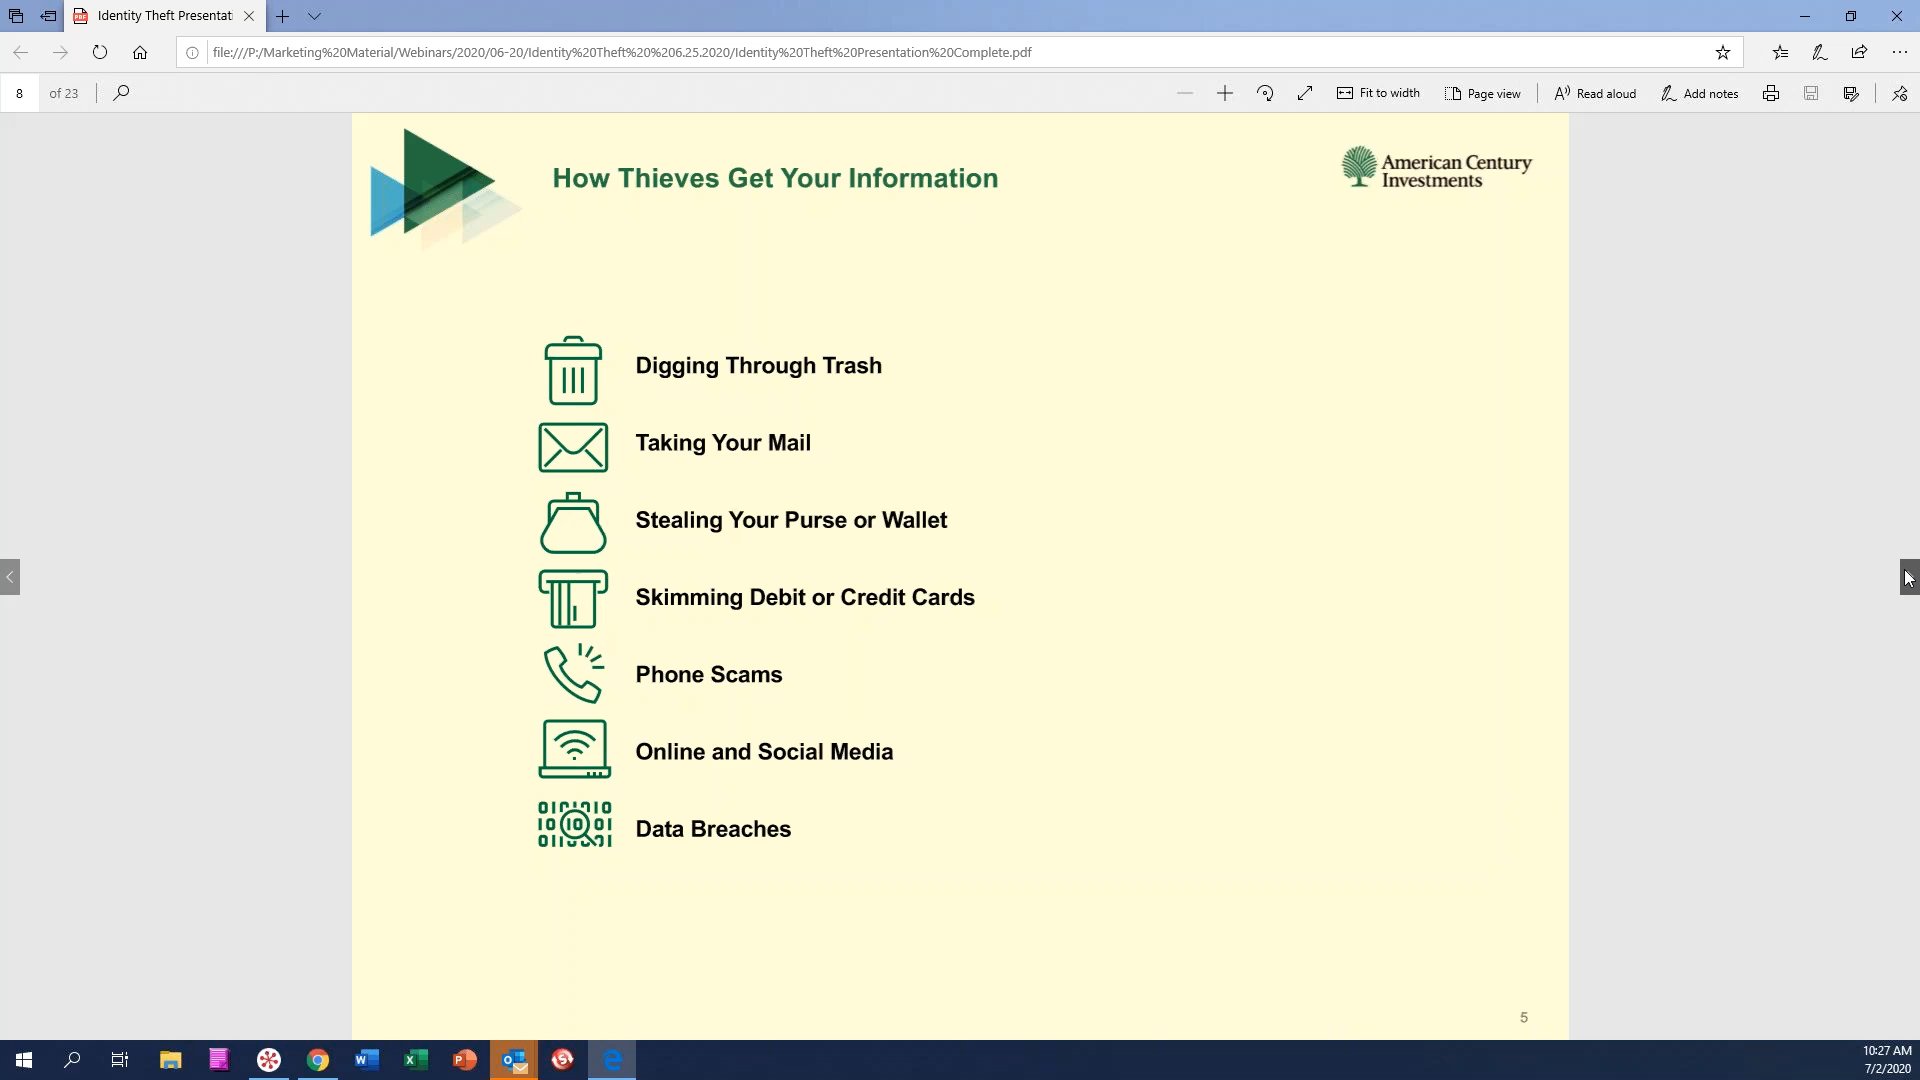 Identity Theft Presentati
file:///P:/Marketing%20Material/Webinars/2020/06-20/Identity%20Theft%20%206.25.2020/Identity%20Theft%20Presentation%20Complete.pdf
8 of 23
Fit to width
Page view
Read aloud
Add notes
How Thieves Get Your Information
American Century
Investments
Digging Through Trash
Taking Your Mail
Stealing Your Purse or Wallet
Skimming Debit or Credit Cards
Phone Scams
Online and Social Media
Data Breaches
5
10:27 AM
7/2/2020